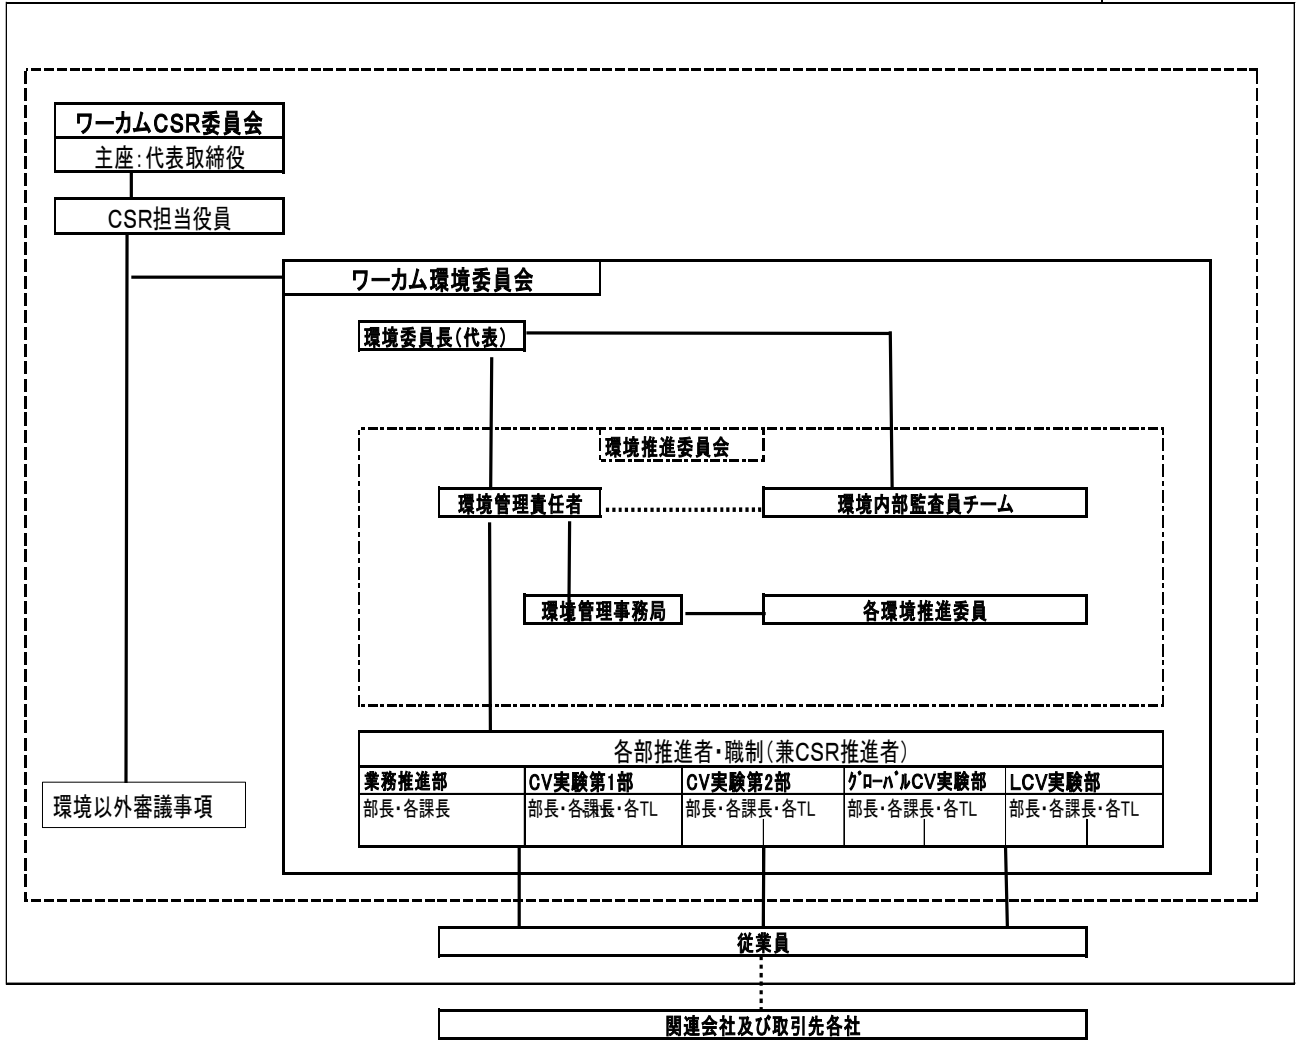 ワーカムCSR委員会
主座：代表取締役
CSR担当役員
ワーカム環境委員会
環境委員長（代表）
環境推進委員会
環境管理責任者
環境内部監査員チーム
環境管理事務局
各環境推進委員
各部推進者・職制（兼CSR推進者）
業務推進部 CV実験第1部 CV実験第2部 ｸﾞﾛｰﾊﾞﾙCV実験部 LCV実験部
部長・各課長 部長・各課長・各TL 部長・各課長・各TL 部長・各課長・各TL 部長・各課長・各TL
環境以外審議事項
従業員
関連会社及び取引先各社